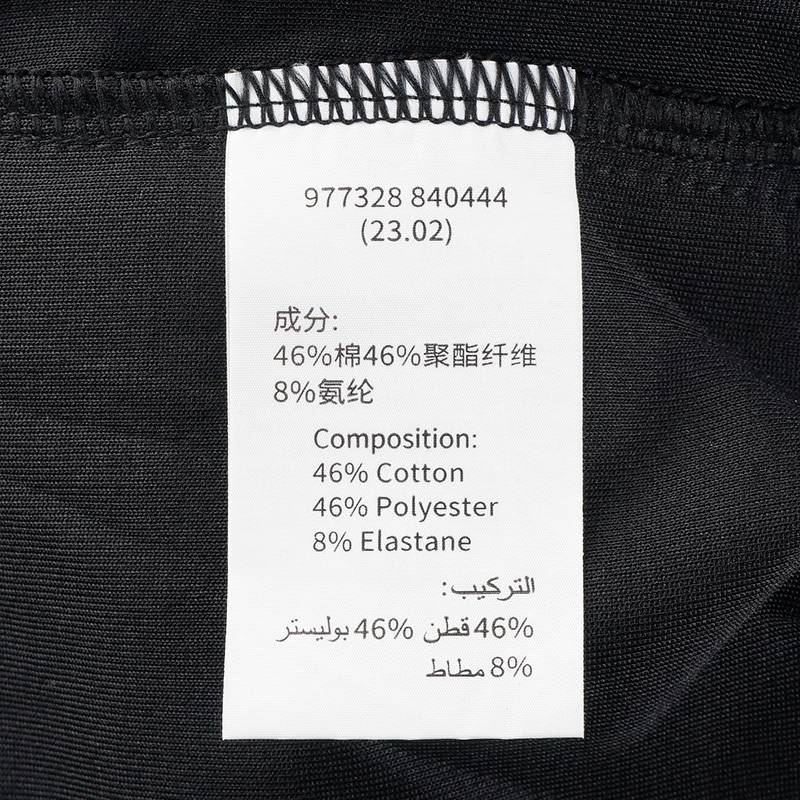 977328 840444
(23.02)
成分:
46%棉46%聚酯纤维
8%氨纶
Composition:
46% Cotton
46% Polyester
8% Elastane
التركيب:
46% قطن 46% بوليستر
8% مطاط